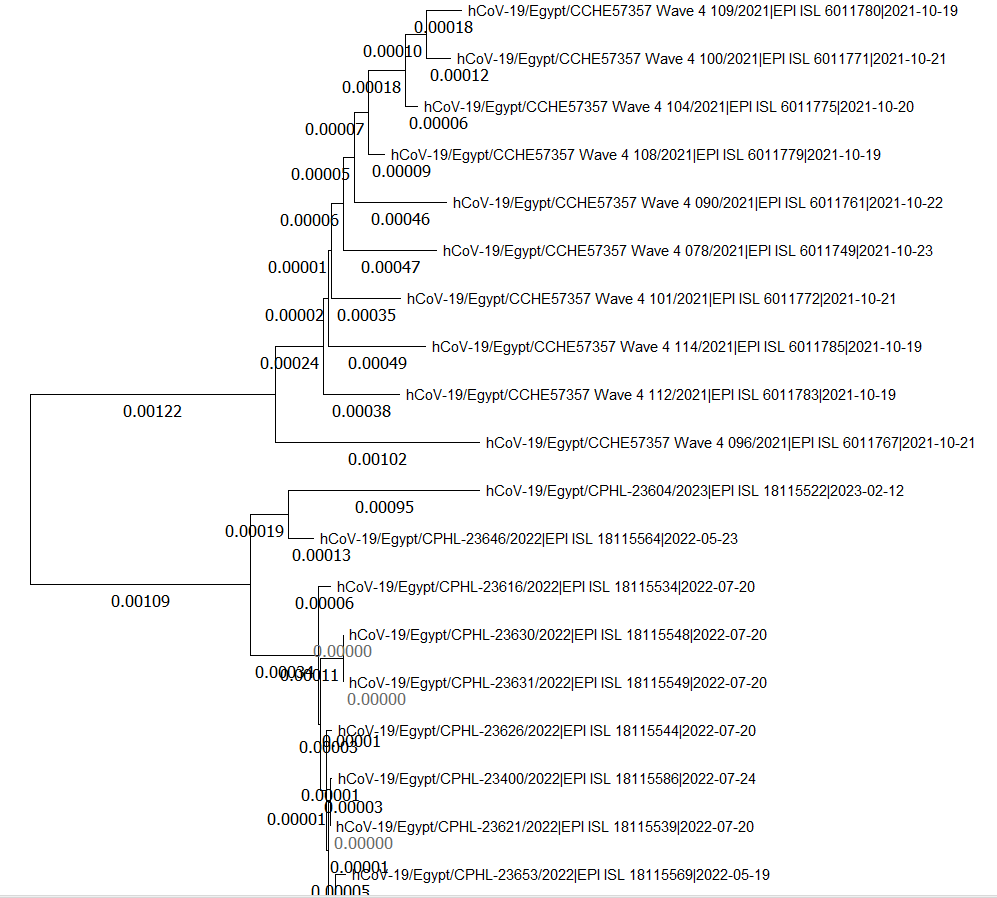 hCoV-19/Egypt/CCHE57357 Wave 4 109/2021|EPI ISL 6011780|2021-10-19
0.00018
0.00010
hCoV-19/Egypt/CCHE57357 Wave 4 100/2021|EPI ISL 6011771|2021-10-21
0.00012
0.00018
hCoV-19/Egypt/CCHE57357 Wave 4 104/2021|EPI ISL 6011775|2021-10-20
0.00006
0.00007
hCoV-19/Egypt/CCHE57357 Wave 4 108/2021|EPI ISL 6011779|2021-10-19
0.00009
0.00005
hCoV-19/Egypt/CCHE57357 Wave 4 090/2021|EPI ISL 6011761|2021-10-22
0.00046
0.00006
hCoV-19/Egypt/CCHE57357 Wave 4 078/2021|EPI ISL 6011749|2021-10-23
0.00047
0.00001
hCoV-19/Egypt/CCHE57357 Wave 4 101/2021|EPI ISL 6011772|2021-10-21
0.00035
0.00002
hCoV-19/Egypt/CCHE57357 Wave 4 114/2021|EPI ISL 6011785|2021-10-19
0.00049
0.00024
hCoV-19/Egypt/CCHE57357 Wave 4 112/2021|EPI ISL 6011783|2021-10-19
0.00038
0.00122
hCoV-19/Egypt/CCHE57357 Wave 4 096/2021|EPI ISL 6011767|2021-10-21
0.00102
hCoV-19/Egypt/CPHL-23604/2023|EPI ISL 18115522|2023-02-12
0.00095
0.00019
hCoV-19/Egypt/CPHL-23646/2022|EPI ISL 18115564|2022-05-23
0.00013
0.00109
hCoV-19/Egypt/CPHL-23616/2022|EPI ISL 18115534|2022-07-20
0.00006
hCoV-19/Egypt/CPHL-23630/2022|EPI ISL 18115548|2022-07-20
0.00000
0.00034
0.00011
hCoV-19/Egypt/CPHL-23631/2022|EPI ISL 18115549|2022-07-20
0.00000
hCoV-19/Egypt/CPHL-23626/2022|EPI ISL 18115544|2022-07-20
0.00001
0.00003
hCoV-19/Egypt/CPHL-23400/2022|EPI ISL 18115586|2022-07-24
0.00001
0.00003
0.00001
hCoV-19/Egypt/CPHL-23621/2022|EPI ISL 18115539|2022-07-20
0.00000
0.00001
hCoV-19/Egypt/CPHL-23653/2022|EPI ISL 18115569|2022-05-19
0.00005